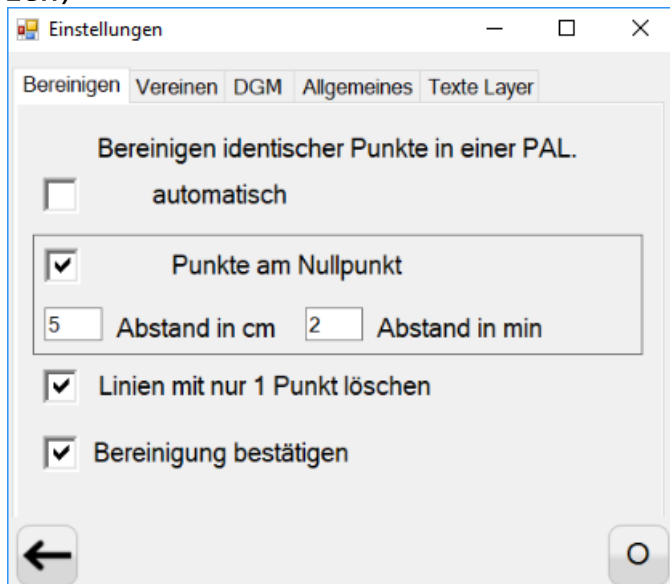 Einstellungen
Bereinigen Vereinen DGM Allgemeines Texte Layer
Bereinigen identischer Punkte in einer PAL.
automatisch
Punkte am Nullpunkt
5 Abstand in cm 2 Abstand in min
Linien mit nur 1 Punkt löschen
Bereinigung bestätigen
O